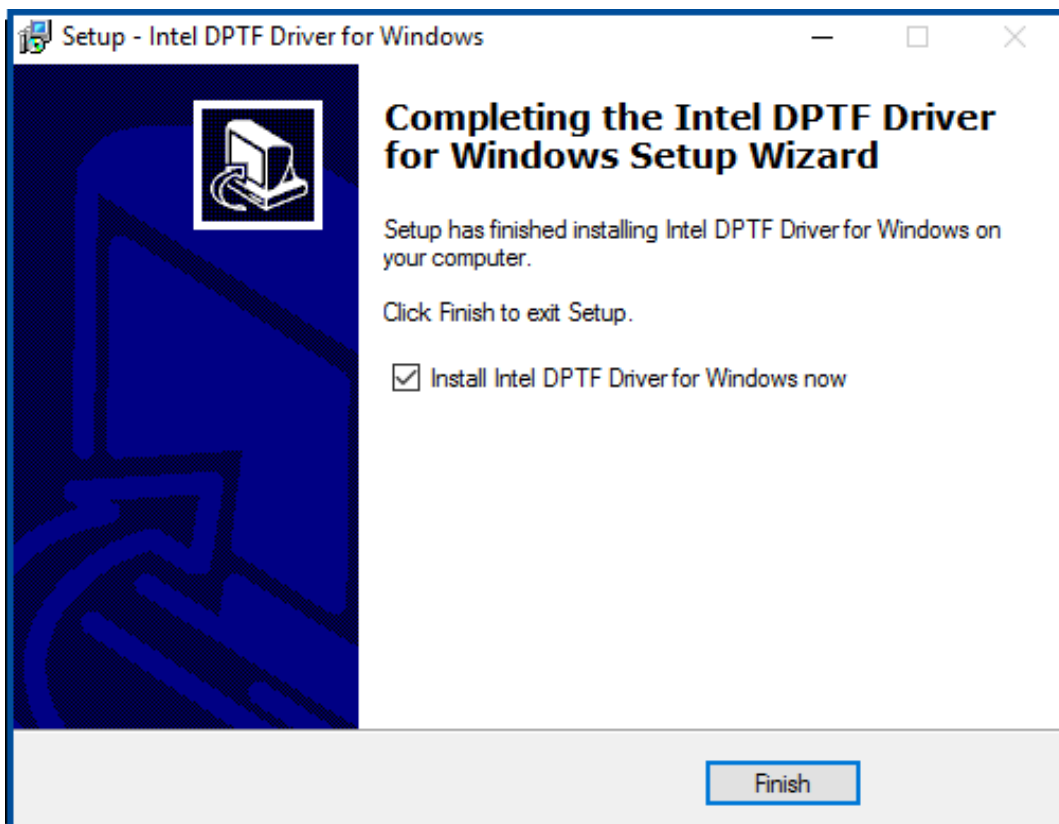 Setup - Intel DPTF Driver for Windows
Completing the Intel DPTF Driver
for Windows Setup Wizard
Setup has finished installing Intel DPTF Driver for Windows on
your computer.
Click Finish to exit Setup.
Install Intel DPTF Driver for Windows now
Finish